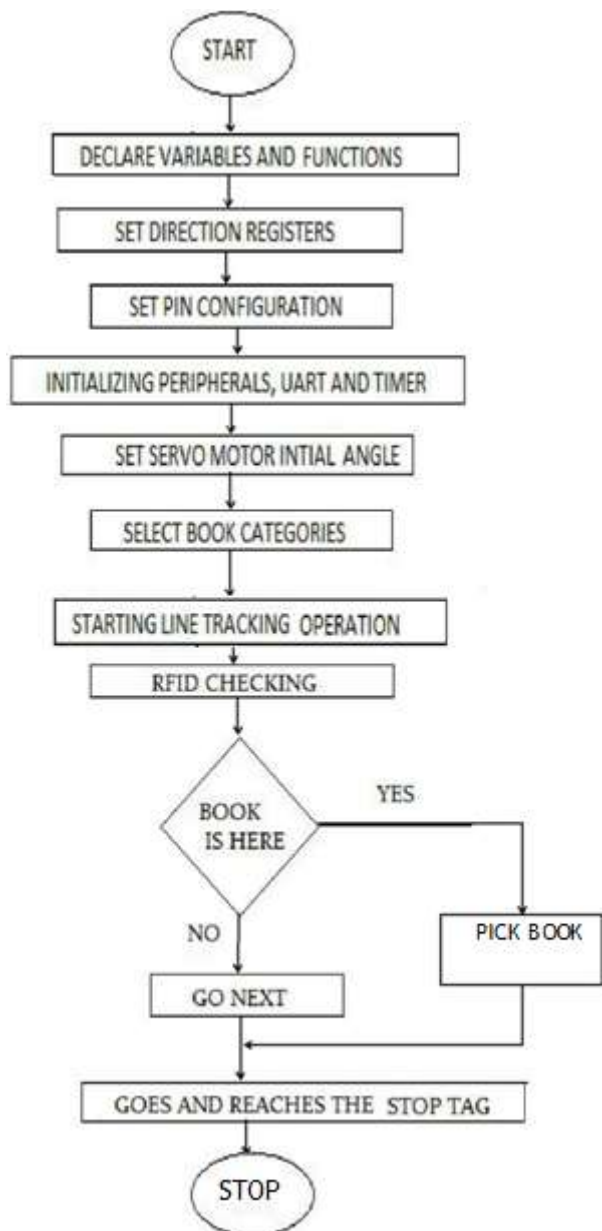 START
DECLARE VARIABLES AND FUNCTIONS
SET DIRECTION REGISTERS
SET PIN CONFIGURATION
INITIALIZING PERIPHERALS, UART AND TIMER
SET SERVO MOTOR INTIAL ANGLE
SELECT BOOK CATEGORIES
STARTING LINE TRACKING OPERATION
RFID CHECKING
BOOK
IS HERE
YES
NO
PICK BOOK
GO NEXT
GOES AND REACHES THE STOP TAG
STOP